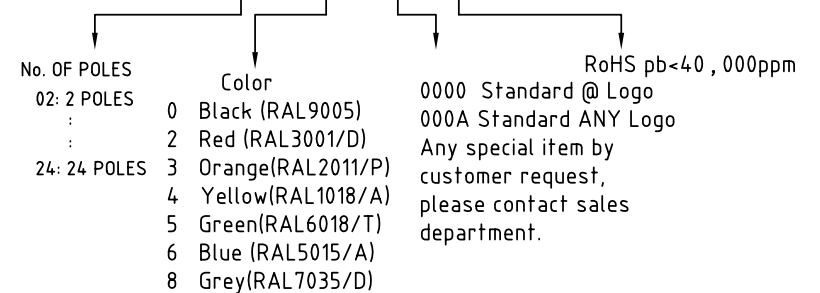 No. OF POLES
02: 2 POLES
:
:
24: 24 POLES
Color
0 Black (RAL9005)
2 Red (RAL3001/D)
3 Orange(RAL2011/P)
4 Yellow(RAL1018/A)
5 Green(RAL6018/T)
6 Blue (RAL5015/A)
8 Grey(RAL7035/D)
0000 Standard @ Logo
000A Standard ANY Logo
Any special item by
customer request,
please contact sales
department.
RoHS pb<40 ,000ppm